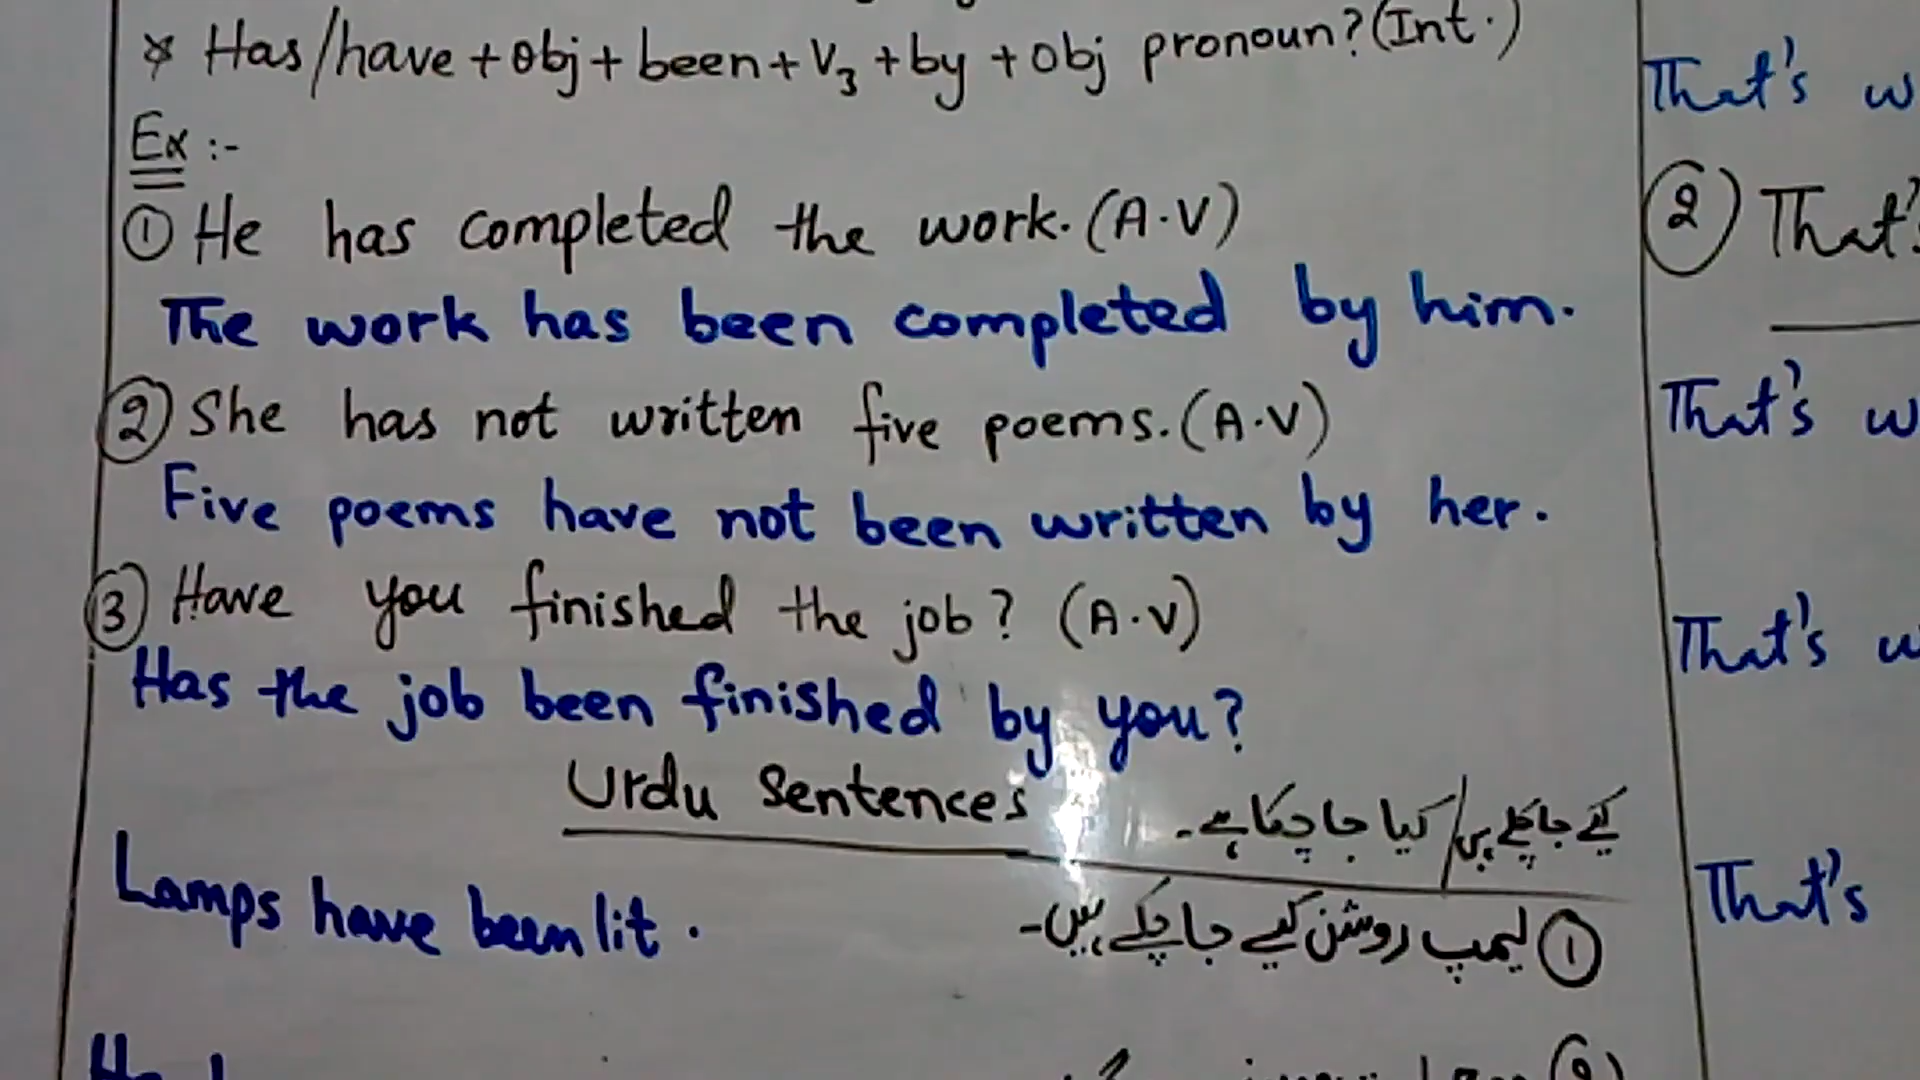 * Has/have + obj + been + V₃ + by + obj pronoun? (Int.)
Ex :-
① He has completed the work. (A.V)
The work has been completed by him.
② She has not written five poems. (A.V)
Five poems have not been written by her.
③ Have you finished the job? (A.V)
Has the job been finished by you?
Urdu Sentences
کیے جا چکے ہیں / کیا جا چکا ہے۔
① لیمپ روشن کیے جا چکے ہیں۔
Lamps have been lit.
That's
② That's
That's
That's
That's